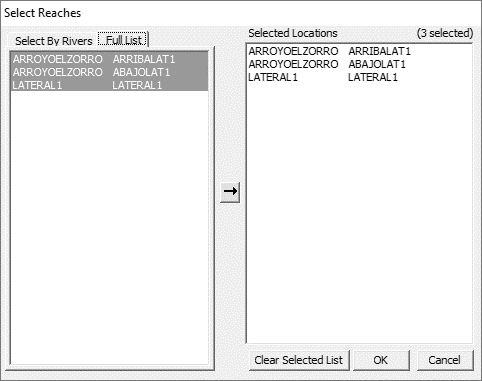 Select Reaches
Select By Rivers Full List
ARROYOELZORRO ARRIBALAT1
ARROYOELZORRO ABAJOLAT1
LATERAL1 LATERAL1
Selected Locations (3 selected)
ARROYOELZORRO ARRIBALAT1
ARROYOELZORRO ABAJOLAT1
LATERAL1 LATERAL1
Clear Selected List OK Cancel